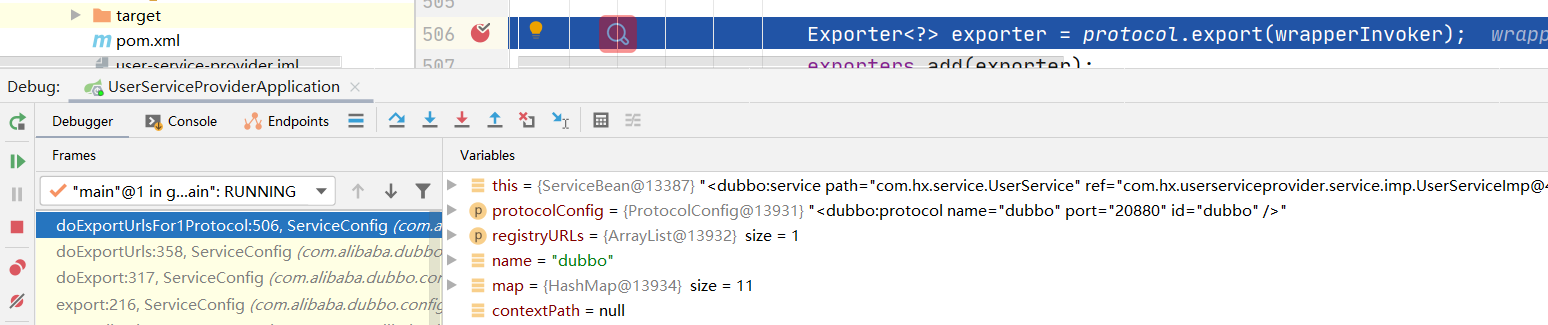 505
target
506 Exporter<?> exporter = protocol.export(wrapperInvoker); wrapp
pom.xml
user-service-provider.iml
507 exporters.add(exporter);
Debug: UserServiceProviderApplication
Debugger Console Endpoints
Frames
Variables
"main"@1 in g...ain": RUNNING
this = {ServiceBean@13387} "<dubbo:service path="com.hx.service.UserService" ref="com.hx.userserviceprovider.service.imp.UserServiceImp@4
protocolConfig = {ProtocolConfig@13931} "<dubbo:protocol name="dubbo" port="20880" id="dubbo" />"
doExportUrlsFor1Protocol:506, ServiceConfig (com.a
registryURLs = {ArrayList@13932} size = 1
doExportUrls:358, ServiceConfig (com.alibaba.dubbo
name = "dubbo"
doExport:317, ServiceConfig (com.alibaba.dubbo.con
map = {HashMap@13934} size = 11
export:216, ServiceConfig (com.alibaba.dubbo.config
contextPath = null